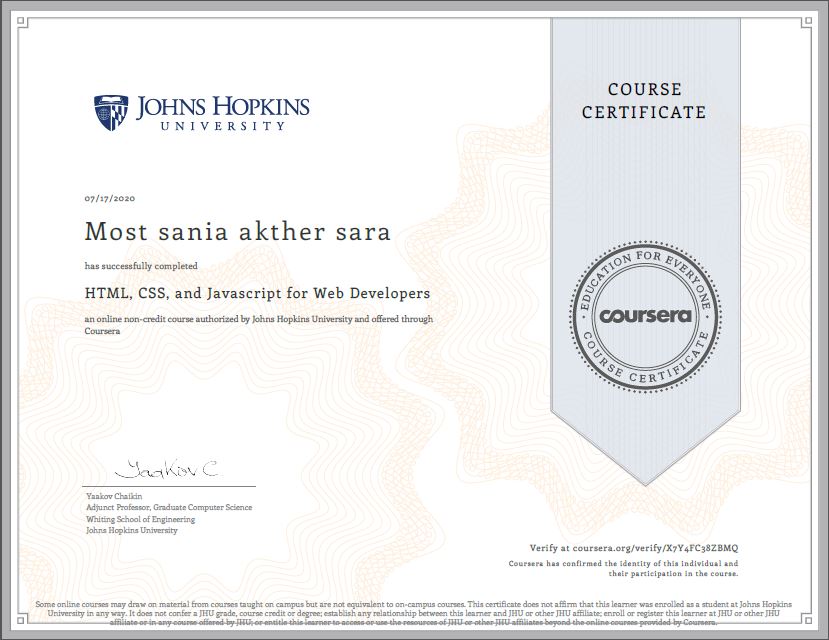 JOHNS HOPKINS
UNIVERSITY
COURSE
CERTIFICATE
07/17/2020
Most sania akther sara
has successfully completed
HTML, CSS, and Javascript for Web Developers
an online non-credit course authorized by Johns Hopkins University and offered through
Coursera
EDUCATION FOR EVERYONE
coursera
COURSE CERTIFICATE
Yaakov C
Yaakov Chaikin
Adjunct Professor, Graduate Computer Science
Whiting School of Engineering
Johns Hopkins University
Verify at coursera.org/verify/X7Y4FC38ZBMQ
Coursera has confirmed the identity of this individual and
their participation in the course.
Some online courses may draw on material from courses taught on campus but are not equivalent to on-campus courses. This certificate does not affirm that this learner was enrolled as a student at Johns Hopkins
University in any way. It does not confer a JHU grade, course credit or degree; establish any relationship between this learner and JHU or other JHU affiliate; enroll or register this learner at JHU or other JHU
affiliate or in any course offered by JHU; or entitle this learner to access or use the resources of JHU or other JHU affiliates beyond the online courses provided by Coursera.